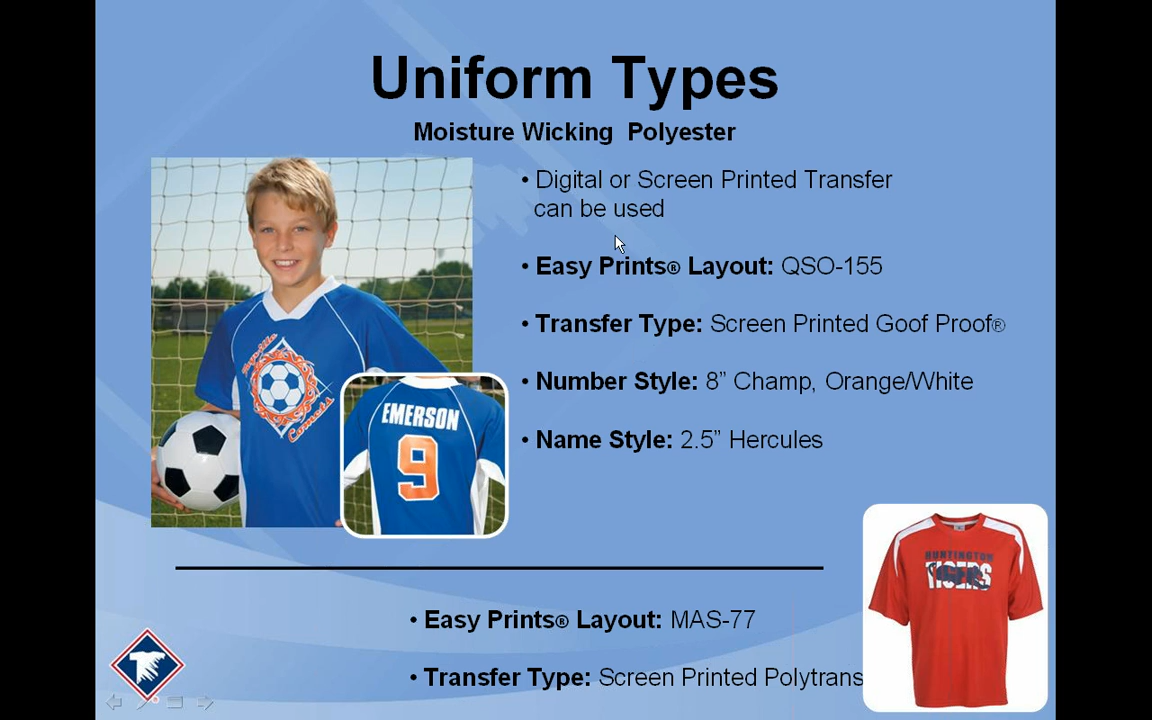 Uniform Types
Moisture Wicking Polyester
• Digital or Screen Printed Transfer
can be used
• Easy Prints® Layout: QSO-155
• Transfer Type: Screen Printed Goof Proof®
• Number Style: 8” Champ, Orange/White
• Name Style: 2.5” Hercules
Comets
EMERSON
9
HUNTINGTON
TIGERS
• Easy Prints® Layout: MAS-77
• Transfer Type: Screen Printed Polytrans